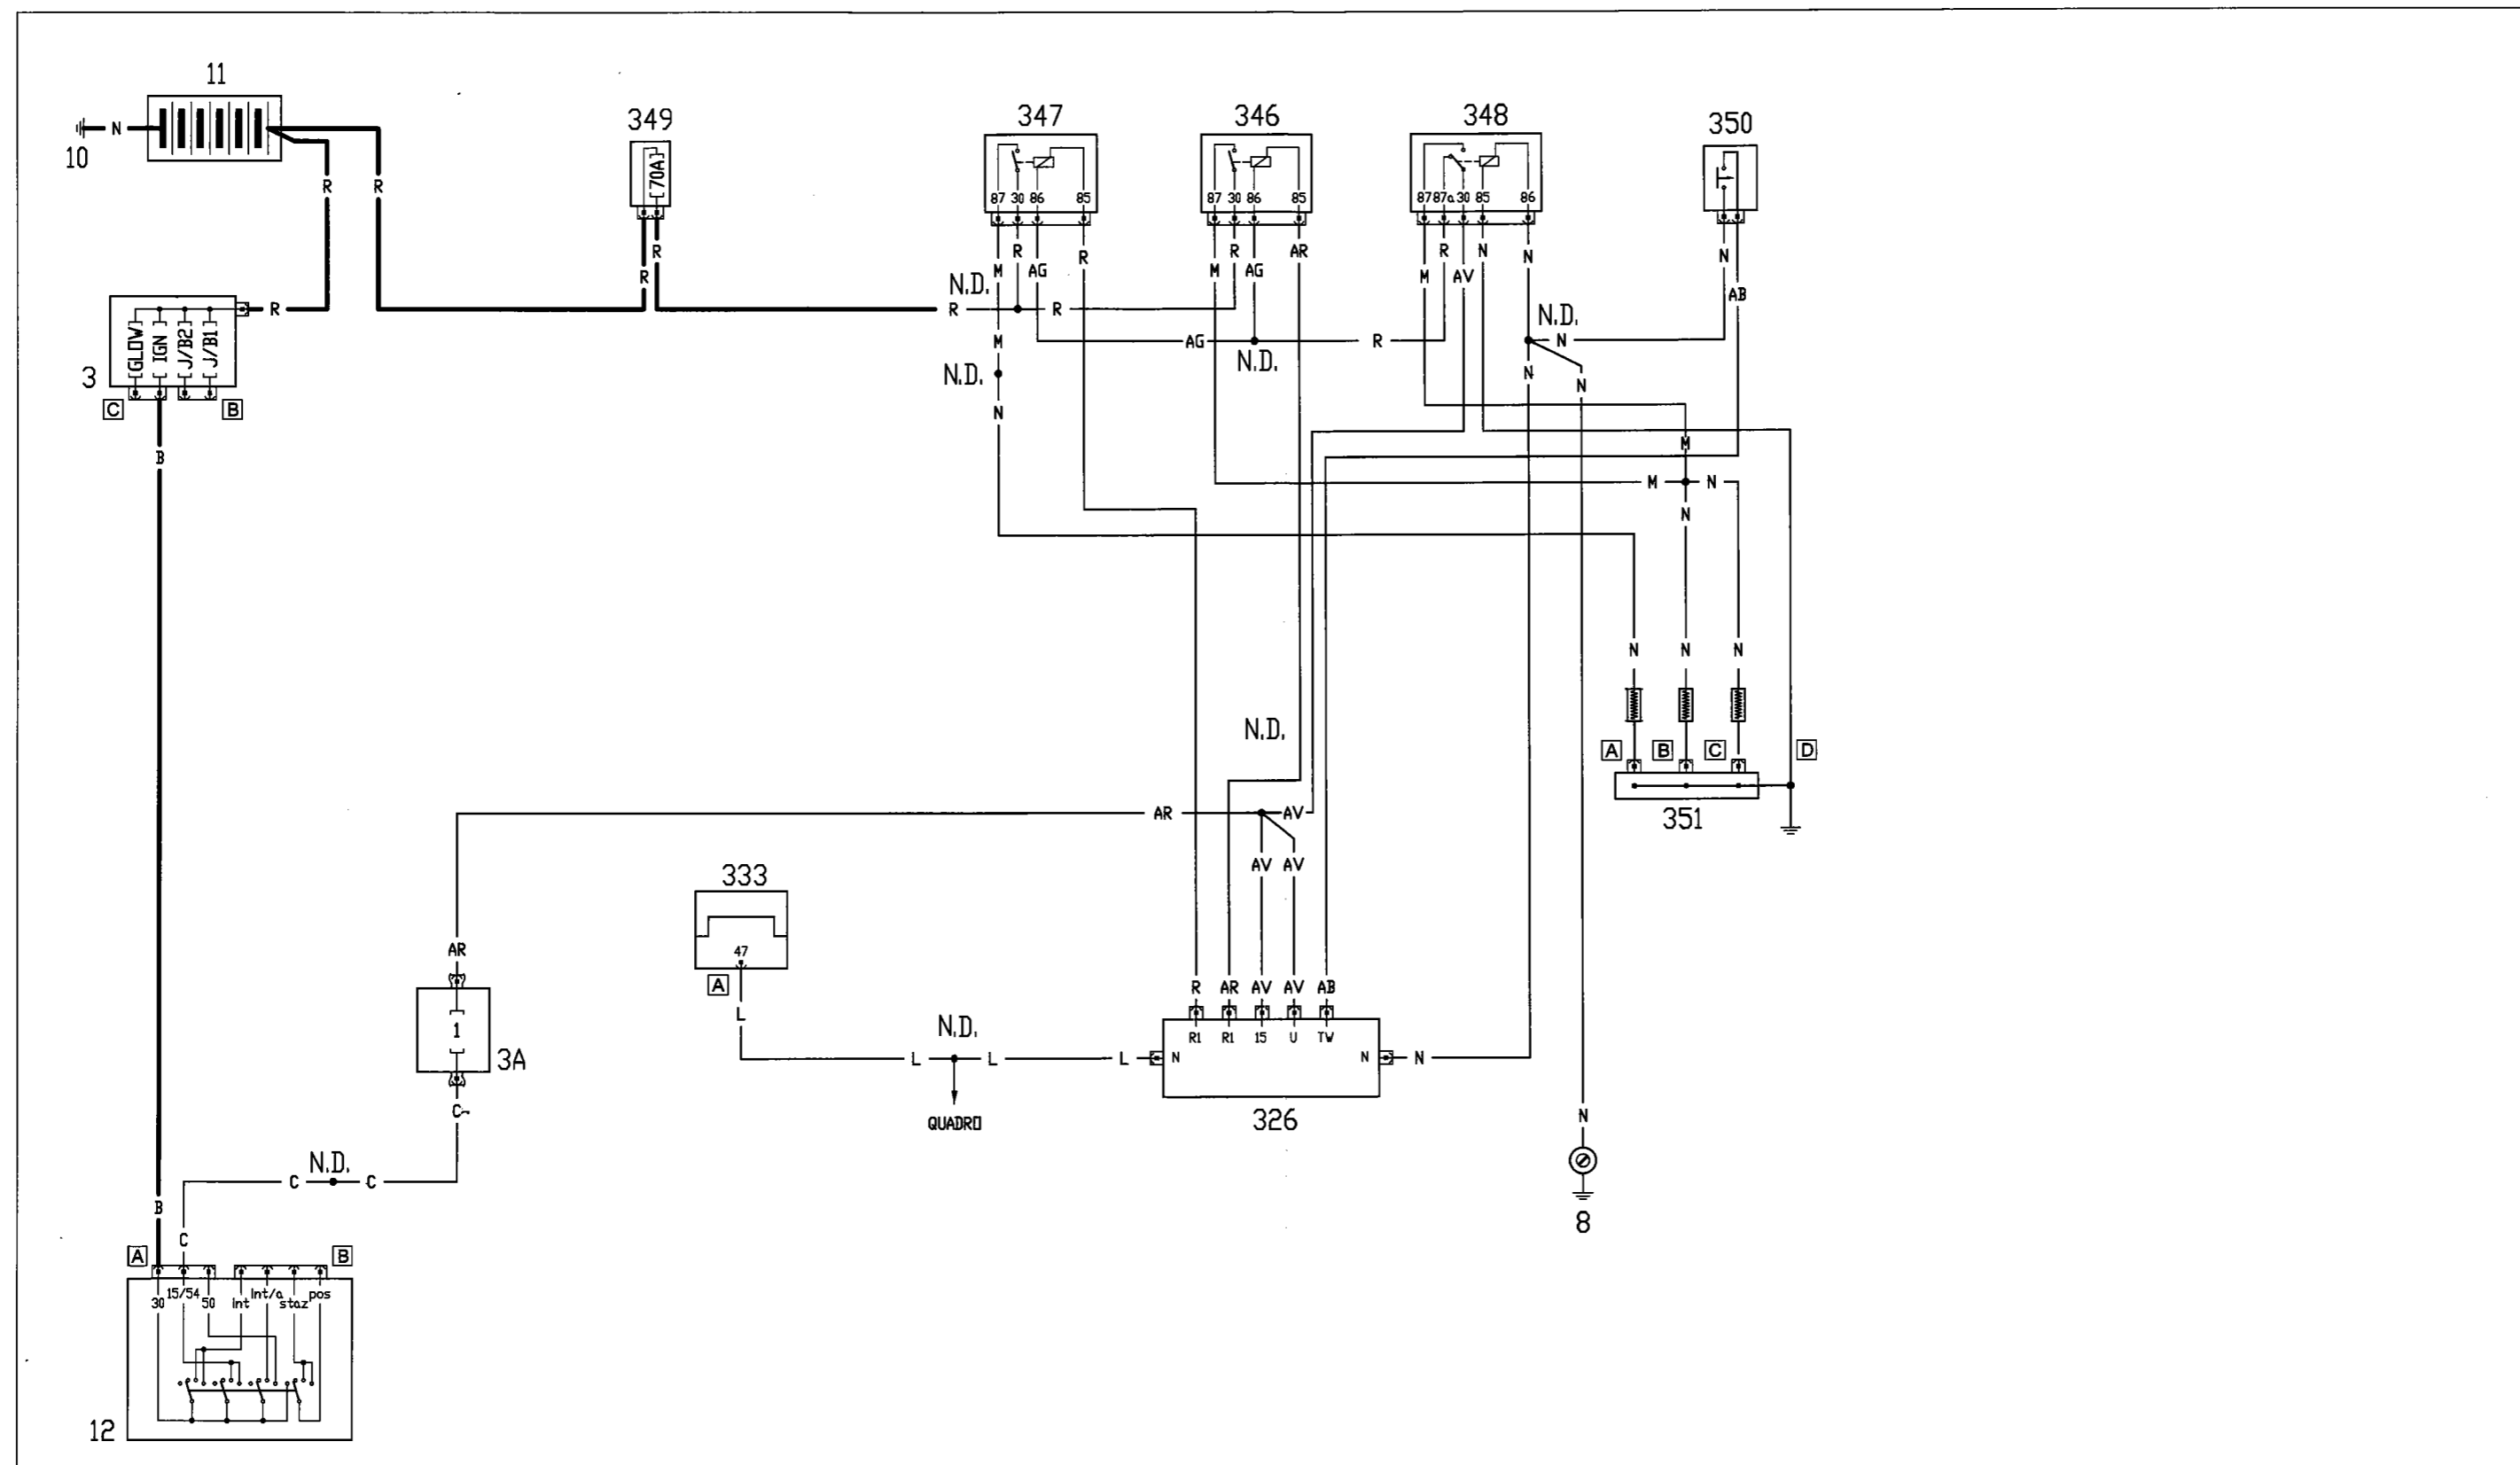 11
N
10
R R
349
70A
R
R
347
87 30 86 85
M R AG R
346
87 30 86 85
M R AG AR
348
87 87a 30 85 86
M R AV N N
350
N AB
N.D.
R R
M
AG
R
N.D.
N.D.
N.D.
N
N
N
N
R
GLOW IGN J/B2 J/B1
3
C B
B
M
M N
N
N N N
A B C D
351
N.D.
AR AV
AV AV
333
47
A
L
AR
1
3A
C
R AR AV AV AB
R1 R1 15 U TW
N.D.
L L L N
N N
326
QUADRO
N
8
N.D.
C C
B
C
A B
30 15/54 50 int int/a staz pos
12